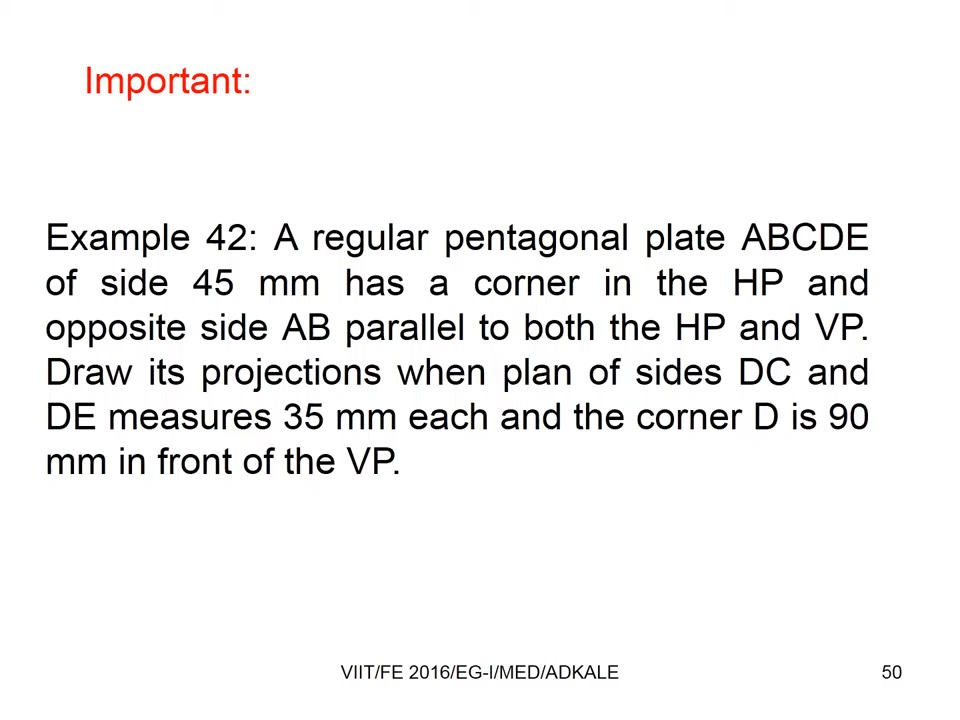 Important:
Example 42: A regular pentagonal plate ABCDE
of side 45 mm has a corner in the HP and
opposite side AB parallel to both the HP and VP.
Draw its projections when plan of sides DC and
DE measures 35 mm each and the corner D is 90
mm in front of the VP.
VIIT/FE 2016/EG-I/MED/ADKALE 50